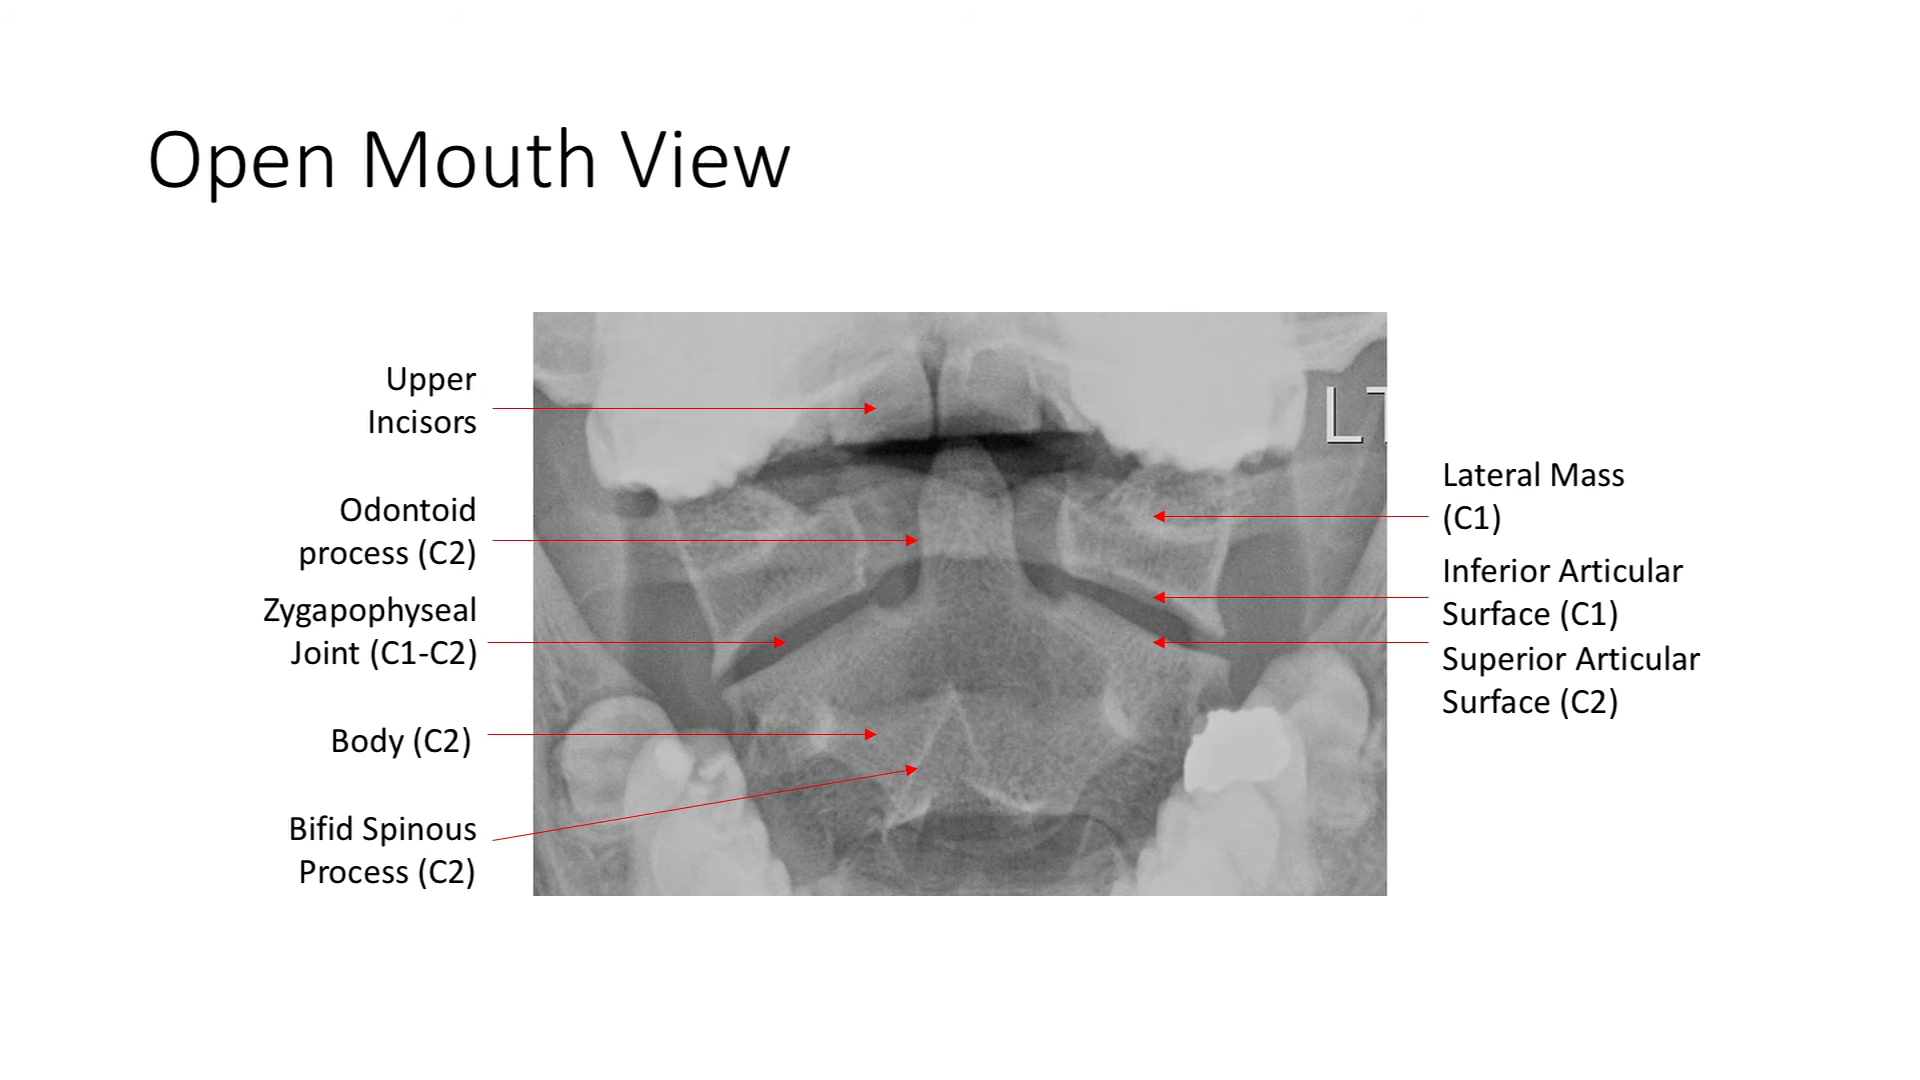 Open Mouth View
Upper
Incisors
Odontoid
process (C2)
Zygapophyseal
Joint (C1-C2)
Body (C2)
Bifid Spinous
Process (C2)
LT
Lateral Mass
(C1)
Inferior Articular
Surface (C1)
Superior Articular
Surface (C2)